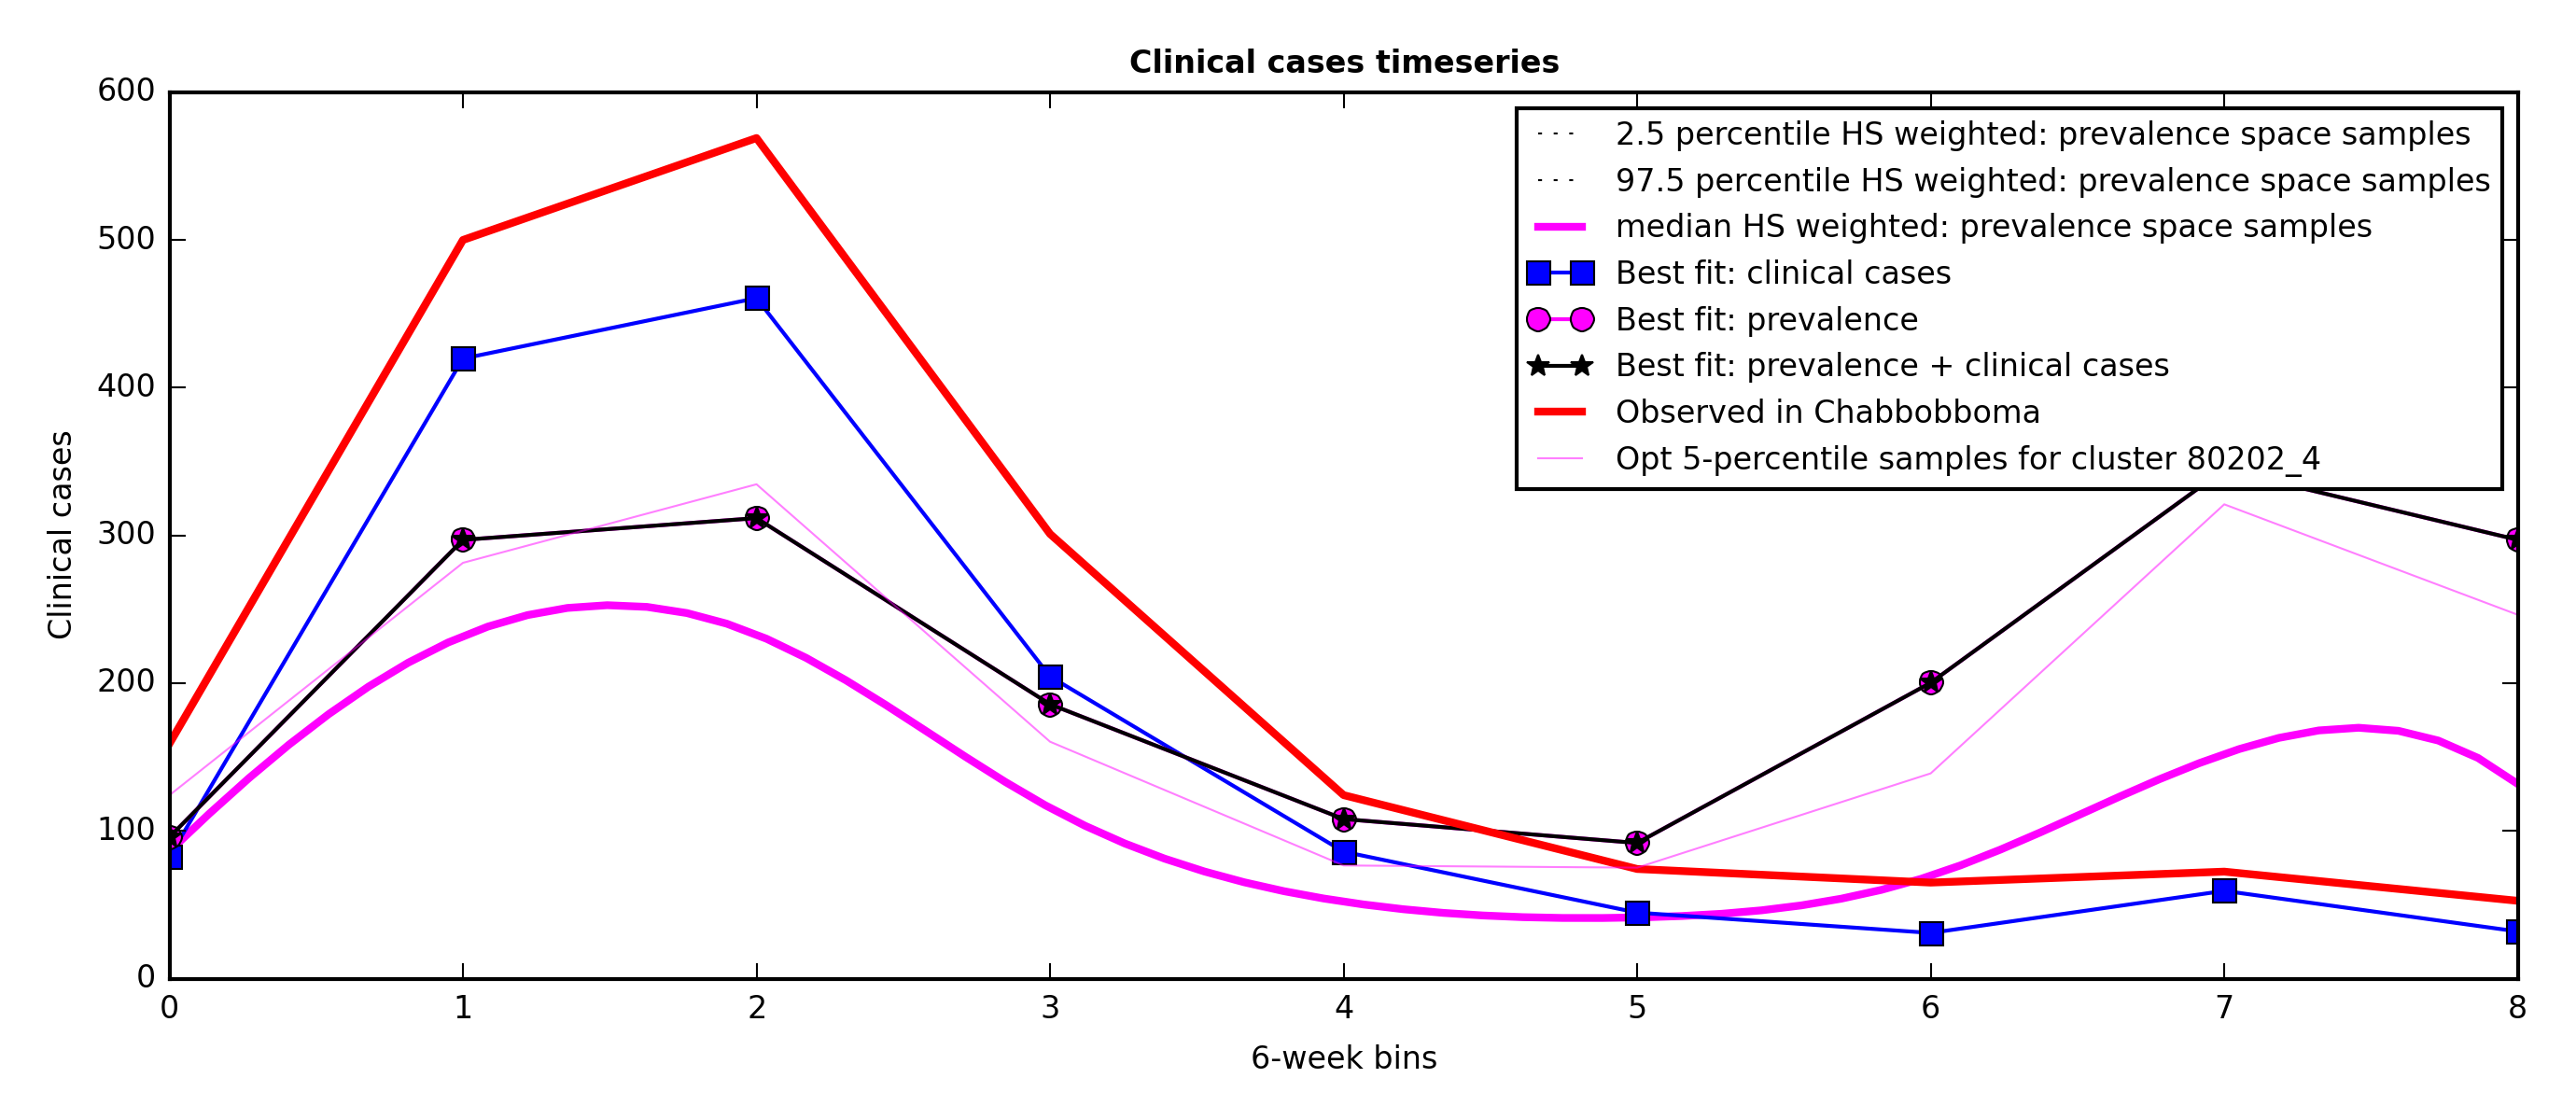 Clinical cases timeseries
600
500
400
300
200
100
0
Clinical cases
2.5 percentile HS weighted: prevalence space samples
97.5 percentile HS weighted: prevalence space samples
median HS weighted: prevalence space samples
Best fit: clinical cases
Best fit: prevalence
Best fit: prevalence + clinical cases
Observed in Chabbobboma
Opt 5-percentile samples for cluster 80202_4
0 1 2 3 4 5 6 7 8
6-week bins